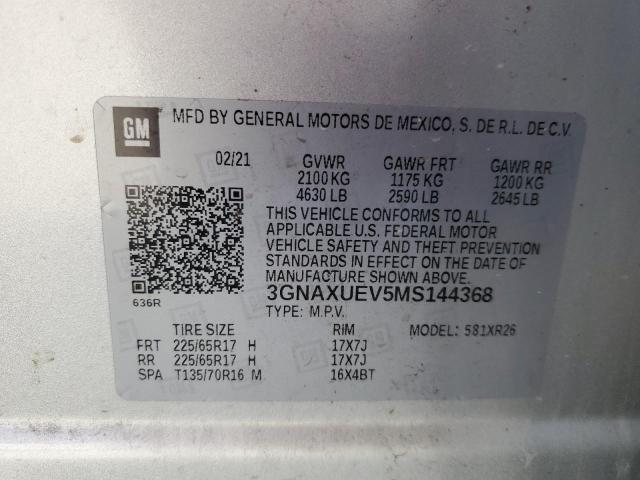 GM MFD BY GENERAL MOTORS DE MEXICO, S. DE R.L. DE C.V.
02/21 GVWR GAWR FRT GAWR RR
2100 KG 1175 KG 1200 KG
4630 LB 2590 LB 2645 LB
THIS VEHICLE CONFORMS TO ALL
APPLICABLE U.S. FEDERAL MOTOR
VEHICLE SAFETY AND THEFT PREVENTION
STANDARDS IN EFFECT ON THE DATE OF
MANUFACTURE SHOWN ABOVE.
3GNAXUEV5MS144368
636R
TYPE: M.P.V.
TIRE SIZE RIM MODEL: 581XR26
FRT 225/65R17 H 17X7J
RR 225/65R17 H 17X7J
SPA T135/70R16 M 16X4BT